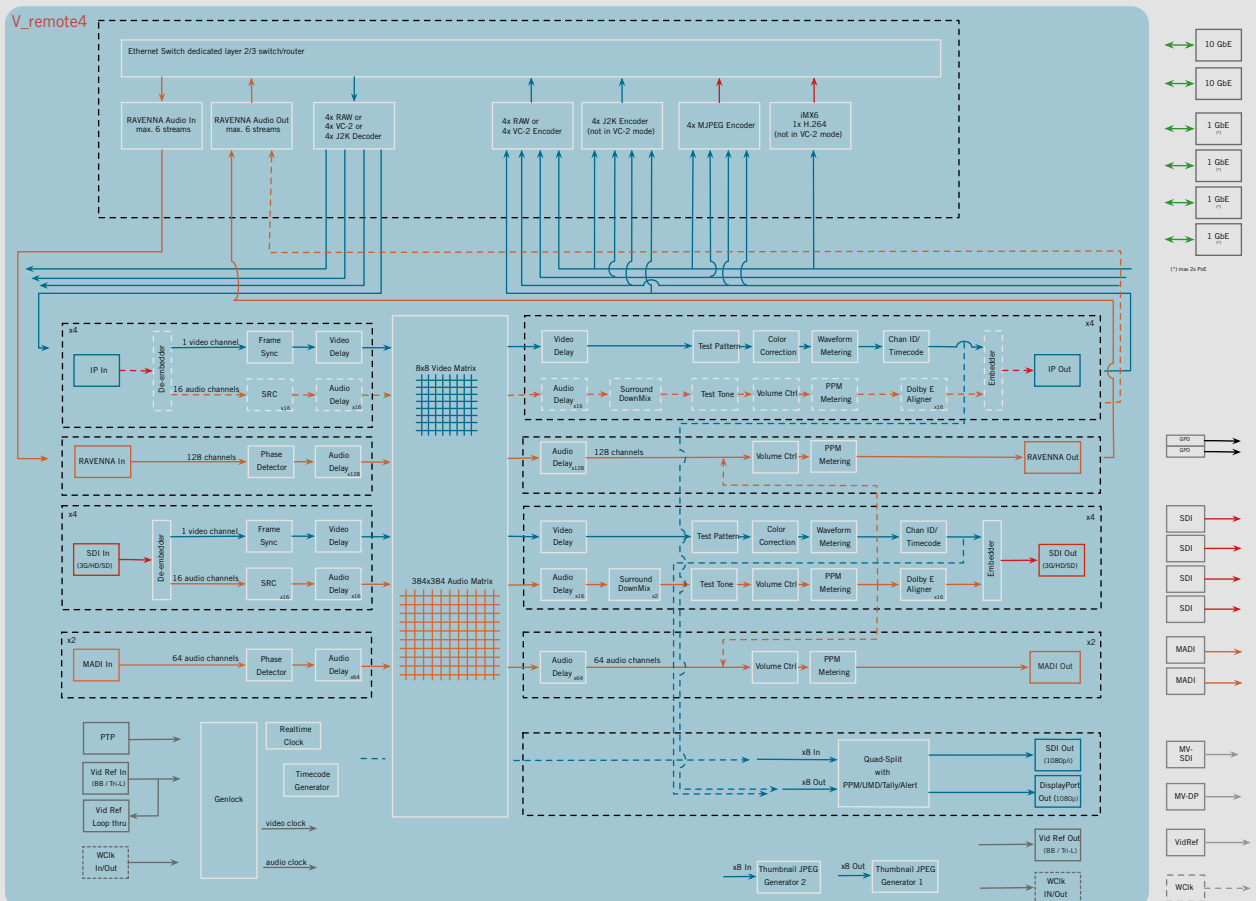 V_remote4
Ethernet Switch dedicated layer 2/3 switch/router
RAVENNA Audio In
max. 6 streams
RAVENNA Audio Out
max. 6 streams
4x RAW or
4x VC-2 or
4x J2K Decoder
4x RAW or
4x VC-2 Encoder
4x J2K Encoder
(not in VC-2 mode)
4x MJPEG Encoder
iMX6
1x H.264
(not in VC-2 mode)
10 GbE
10 GbE
1 GbE
(*)
1 GbE
(*)
1 GbE
(*)
1 GbE
(*)
(*) max 2x PoE
x4
IP In
De-embedder
1 video channel
Frame
Sync
Video
Delay
16 audio channels
SRC
x16
Audio
Delay
x16
RAVENNA In
128 channels
Phase
Detector
Audio
Delay
x128
x4
SDI In
(3G/HD/SD)
De-embedder
1 video channel
Frame
Sync
Video
Delay
16 audio channels
SRC
x16
Audio
Delay
x16
x2
MADI In
64 audio channels
Phase
Detector
Audio
Delay
x64
8x8 Video Matrix
384x384 Audio Matrix
x4
Video
Delay
Test Pattern
Color
Correction
Waveform
Metering
Chan ID/
Timecode
Audio
Delay
x16
Surround
DownMix
Test Tone
Volume Ctrl
PPM
Metering
Dolby E
Aligner
x16
Embedder
IP Out
Audio
Delay
x128
128 channels
Volume Ctrl
PPM
Metering
RAVENNA Out
x4
Video
Delay
Test Pattern
Color
Correction
Waveform
Metering
Chan ID/
Timecode
Audio
Delay
x16
Surround
DownMix
x2
Test Tone
Volume Ctrl
PPM
Metering
Dolby E
Aligner
x16
Embedder
SDI Out
(3G/HD/SD)
x2
Audio
Delay
x64
64 audio channels
Volume Ctrl
PPM
Metering
MADI Out
x8 In
x8 Out
Quad-Split
with
PPM/UMD/Tally/Alert
SDI Out
(1080p/i)
DisplayPort
Out (1080p)
PTP
Vid Ref In
(BB / Tri-L)
Vid Ref
Loop thru
WClk
In/Out
Genlock
Realtime
Clock
Timecode
Generator
video clock
audio clock
x8 In
Thumbnail JPEG
Generator 2
x8 Out
Thumbnail JPEG
Generator 1
Vid Ref Out
(BB / Tri-L)
WClk
IN/Out
GPO
GPO
SDI
SDI
SDI
SDI
MADI
MADI
MV-
SDI
MV-DP
VidRef
WClk